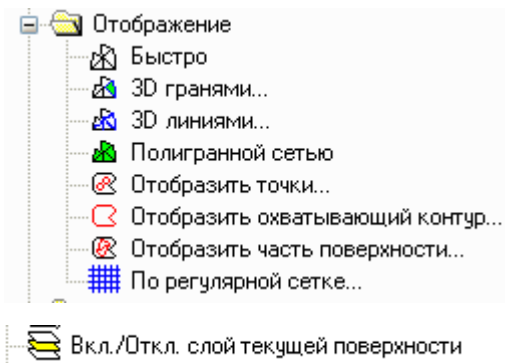 Отображение
Быстро
3D гранями...
3D линиями...
Полигранной сетью
Отобразить точки...
Отобразить охватывающий контур...
Отобразить часть поверхности...
По регулярной сетке...
Вкл./Откл. слой текущей поверхности